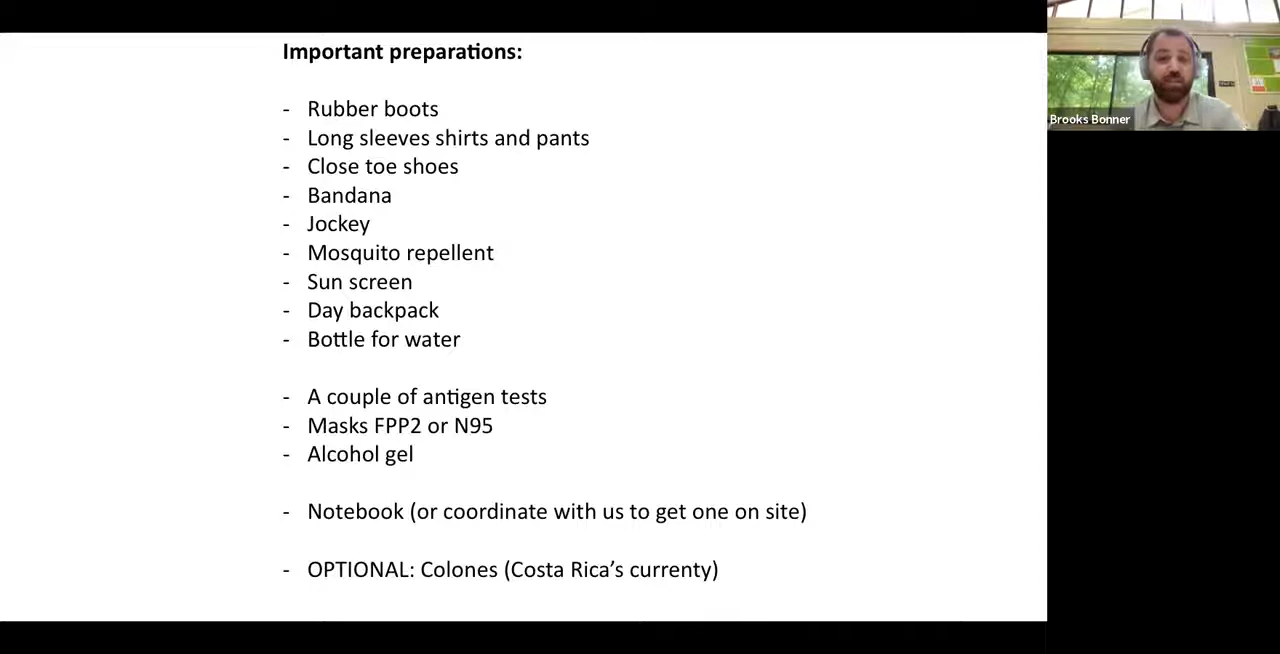 Important preparations:
- Rubber boots
- Long sleeves shirts and pants
- Close toe shoes
- Bandana
- Jockey
- Mosquito repellent
- Sun screen
- Day backpack
- Bottle for water
- A couple of antigen tests
- Masks FPP2 or N95
- Alcohol gel
- Notebook (or coordinate with us to get one on site)
- OPTIONAL: Colones (Costa Rica’s currenty)
Brooks Bonner